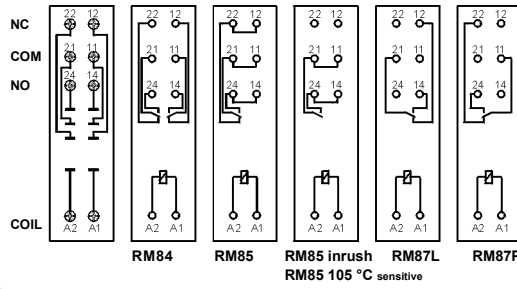 NC 22 12 22 12 22 12 22 12 22 12 22 12
COM 21 11 21 11 21 11 21 11 21 11 21 11
NO 24 14 24 14 24 14 24 14 24 14 24 14
COIL A2 A1 A2 A1 A2 A1 A2 A1 A2 A1 A2 A1
RM84 RM85 RM85 inrush RM87L RM87P
RM85 105 °C sensitive